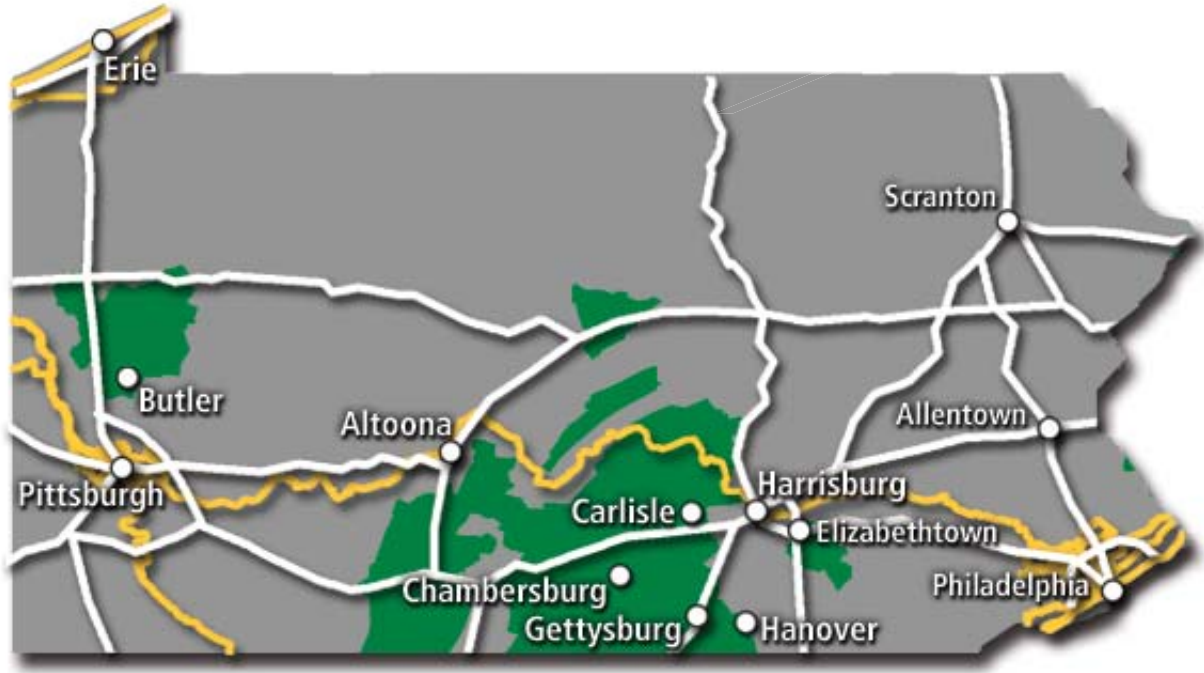 Erie
Scranton
Butler
Altoona
Allentown
Pittsburgh
Harrisburg
Carlisle
Elizabethtown
Chambersburg
Philadelphia
Gettysburg
Hanover